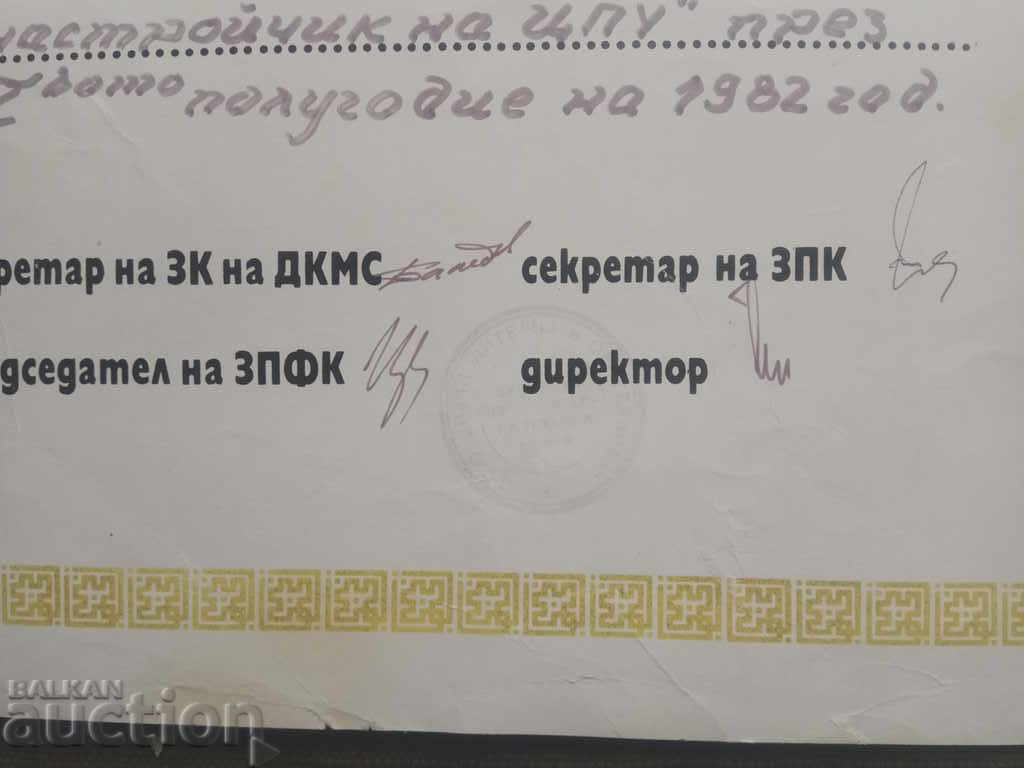 настройчик на ЦПУ" през
I вото полугодие на 1982 год.
ретар на ЗК на ДКМС
секретар на ЗПК
дседател на ЗПФК
директор
BALKAN
auction